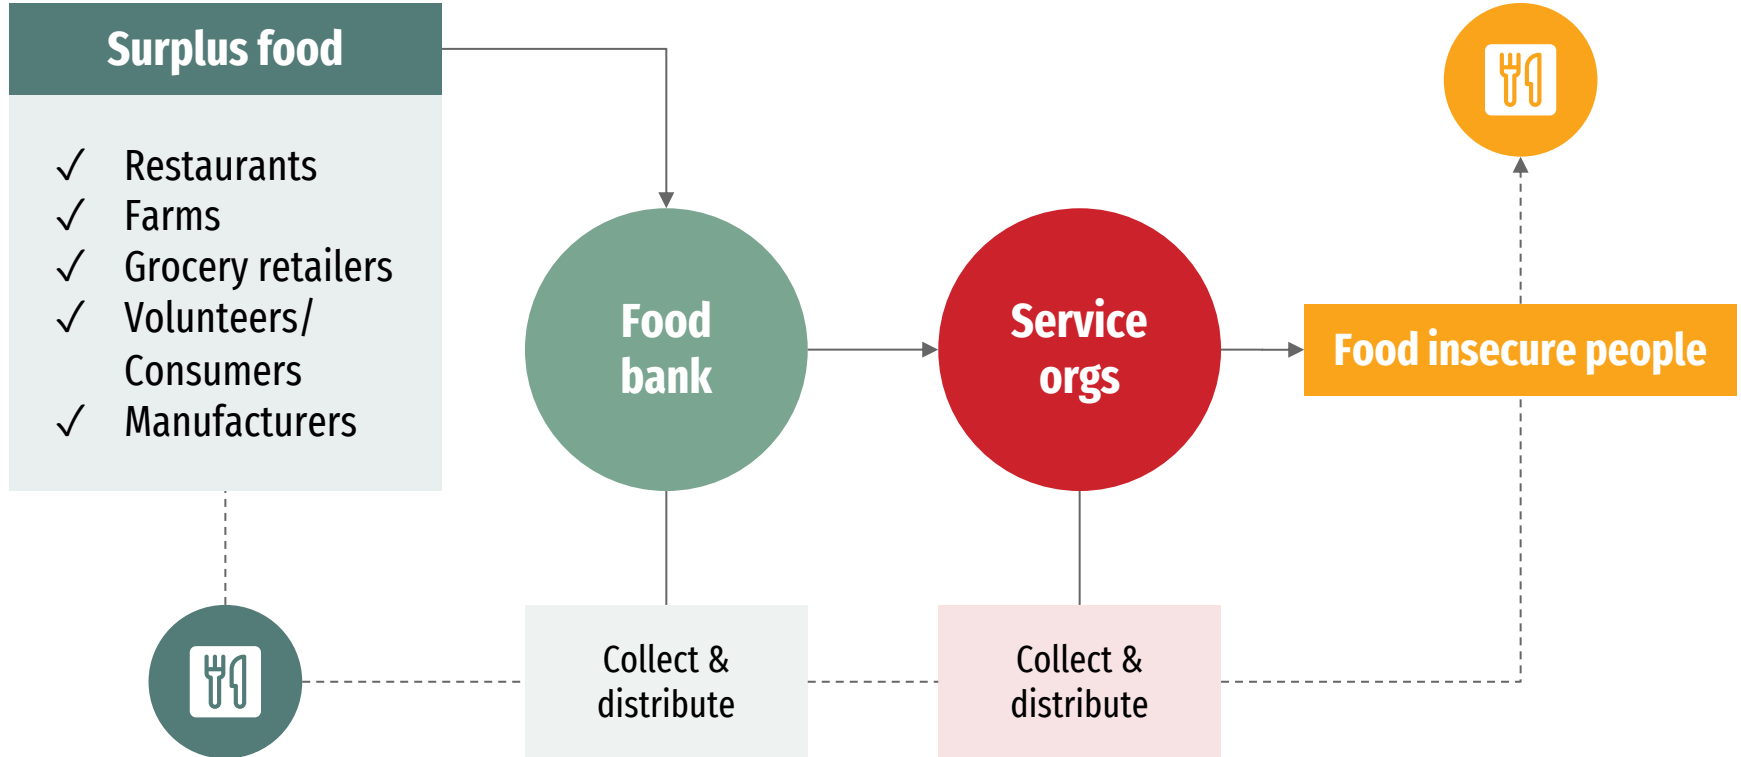 Surplus food
✓ Restaurants
✓ Farms
✓ Grocery retailers
✓ Volunteers/
Consumers
✓ Manufacturers
Food
bank
Service
orgs
Food insecure people
Collect &
distribute
Collect &
distribute